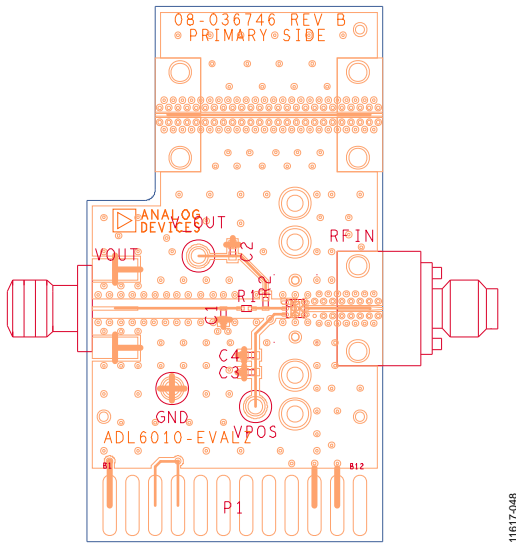 08-036746 REV B
PRIMARY SIDE
ANALOG
DEVICES
V_OUT
RFIN
VOUT
C2
R2
R1
C1
C4
C3
GND
VPOS
ADL6010-EVALZ
B1
B12
P1
11617-048